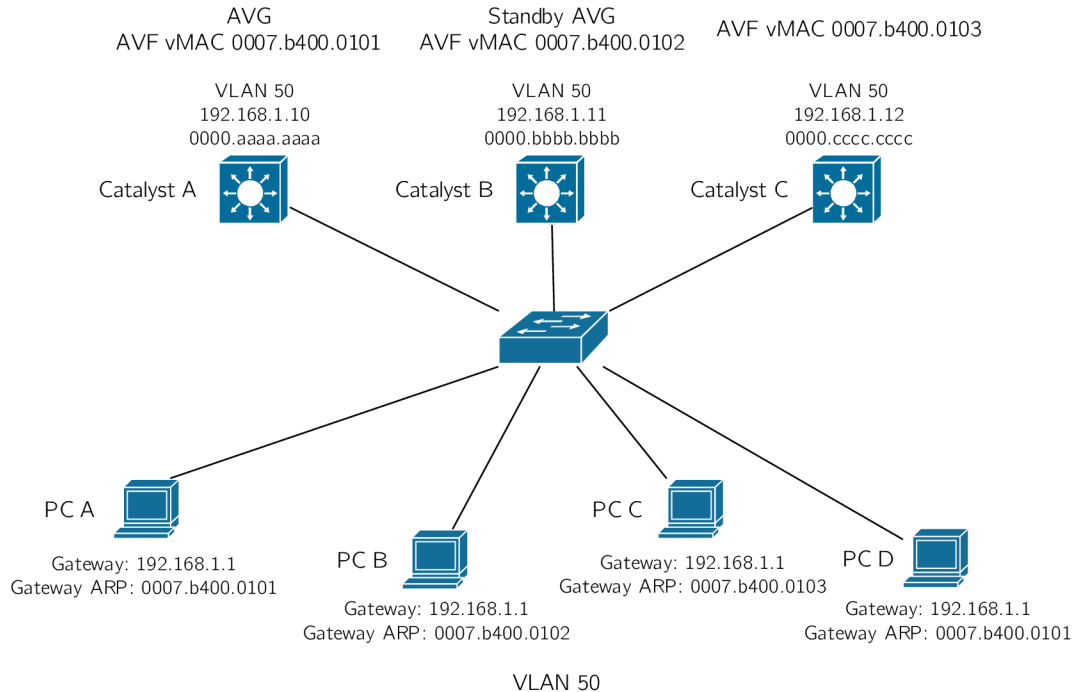 AVG
AVF vMAC 0007.b400.0101
Standby AVG
AVF vMAC 0007.b400.0102
AVF vMAC 0007.b400.0103
VLAN 50
192.168.1.10
0000.aaaa.aaaa
VLAN 50
192.168.1.11
0000.bbbb.bbbb
VLAN 50
192.168.1.12
0000.cccc.cccc
Catalyst A
Catalyst B
Catalyst C
PC A
Gateway: 192.168.1.1
Gateway ARP: 0007.b400.0101
PC B
Gateway: 192.168.1.1
Gateway ARP: 0007.b400.0102
PC C
Gateway: 192.168.1.1
Gateway ARP: 0007.b400.0103
PC D
Gateway: 192.168.1.1
Gateway ARP: 0007.b400.0101
VLAN 50